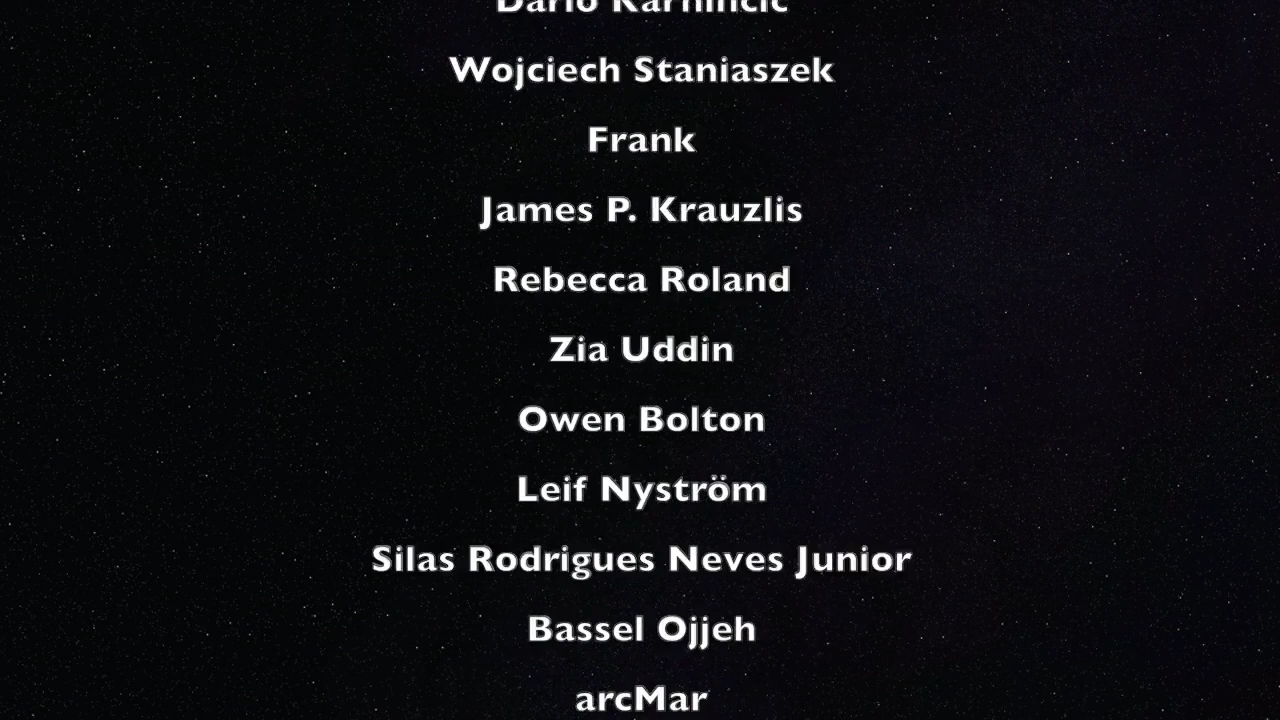 Wojciech Staniaszek
Frank
James P. Krauzlis
Rebecca Roland
Zia Uddin
Owen Bolton
Leif Nyström
Silas Rodrigues Neves Junior
Bassel Ojjeh
arcMar